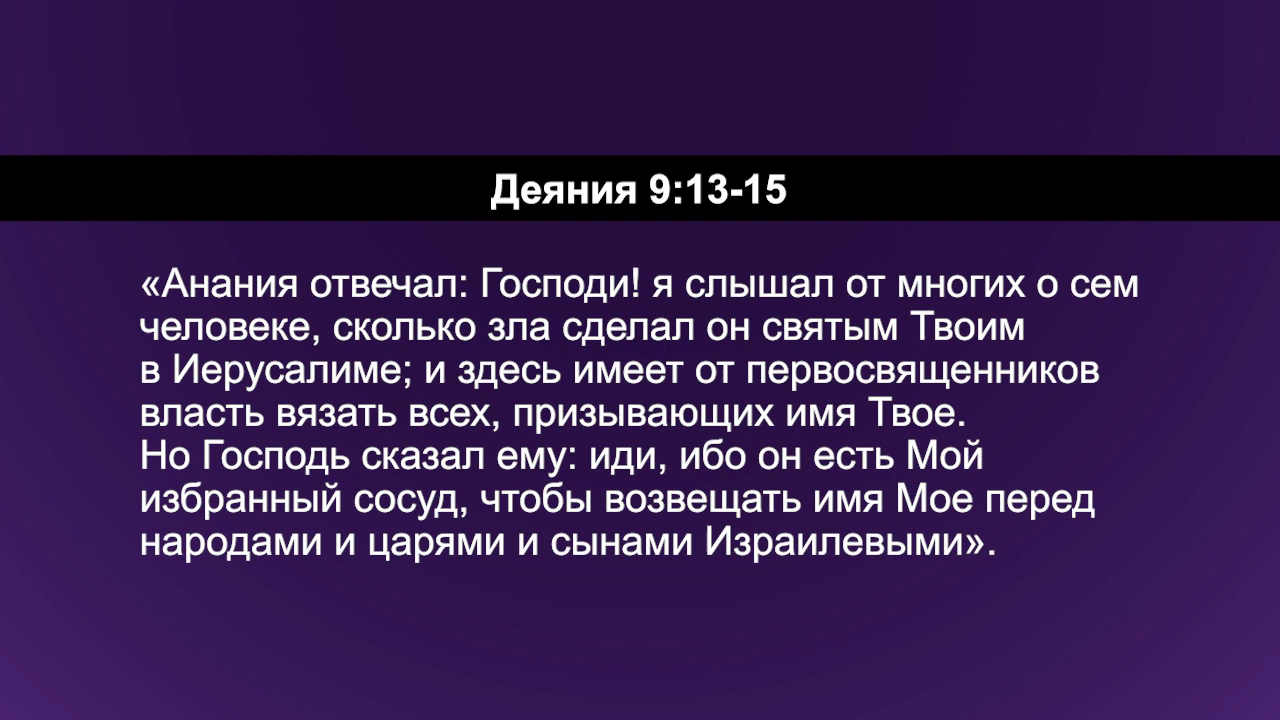 Деяния 9:13-15
«Анания отвечал: Господи! я слышал от многих о сем
человеке, сколько зла сделал он святым Твоим
в Иерусалиме; и здесь имеет от первосвященников
власть вязать всех, призывающих имя Твое.
Но Господь сказал ему: иди, ибо он есть Мой
избранный сосуд, чтобы возвещать имя Мое перед
народами и царями и сынами Израилевыми».